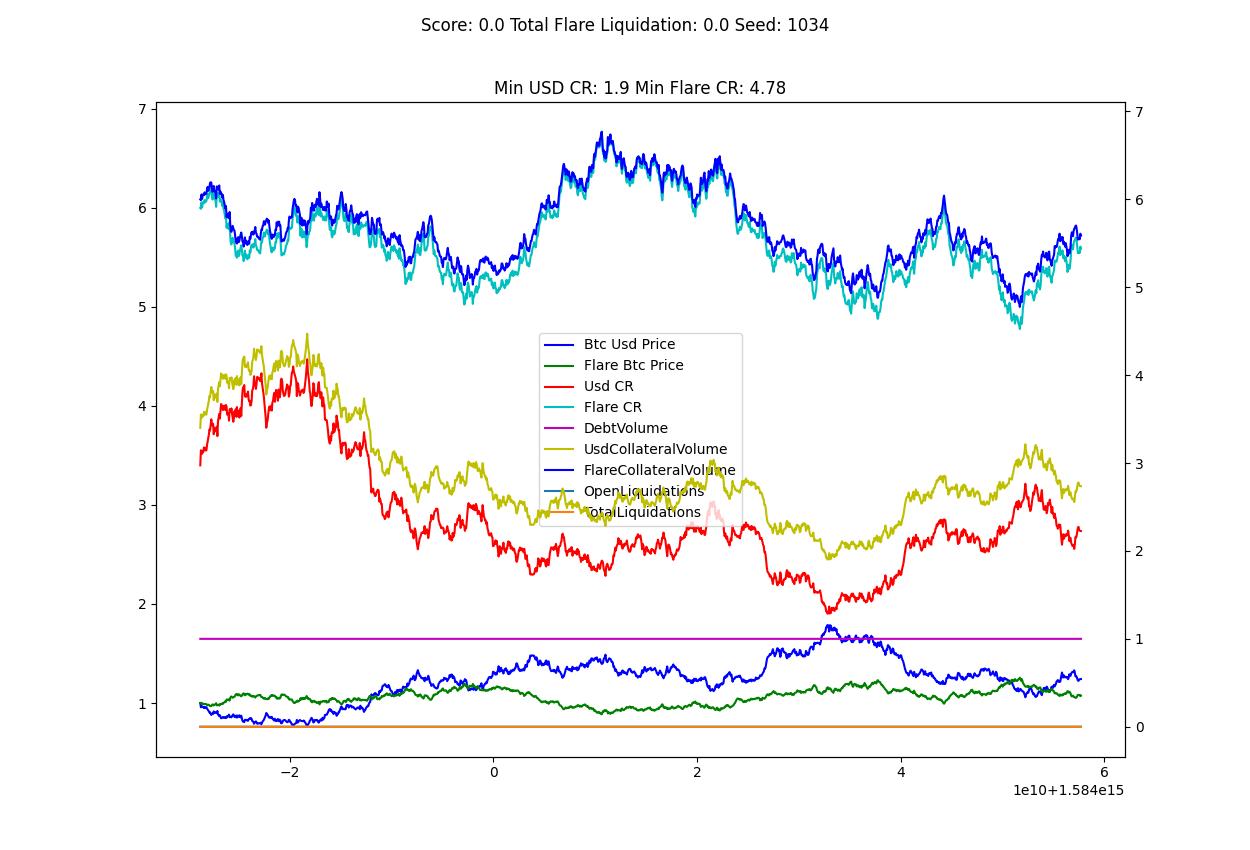 Score: 0.0 Total Flare Liquidation: 0.0 Seed: 1034
Min USD CR: 1.9 Min Flare CR: 4.78
7
6
5
4
3
2
1
7
6
5
4
3
2
1
0
Btc Usd Price
Flare Btc Price
Usd CR
Flare CR
DebtVolume
UsdCollateralVolume
FlareCollateralVolume
OpenLiquidations
TotalLiquidations
−2 0 2 4 6
1e10+1.584e15